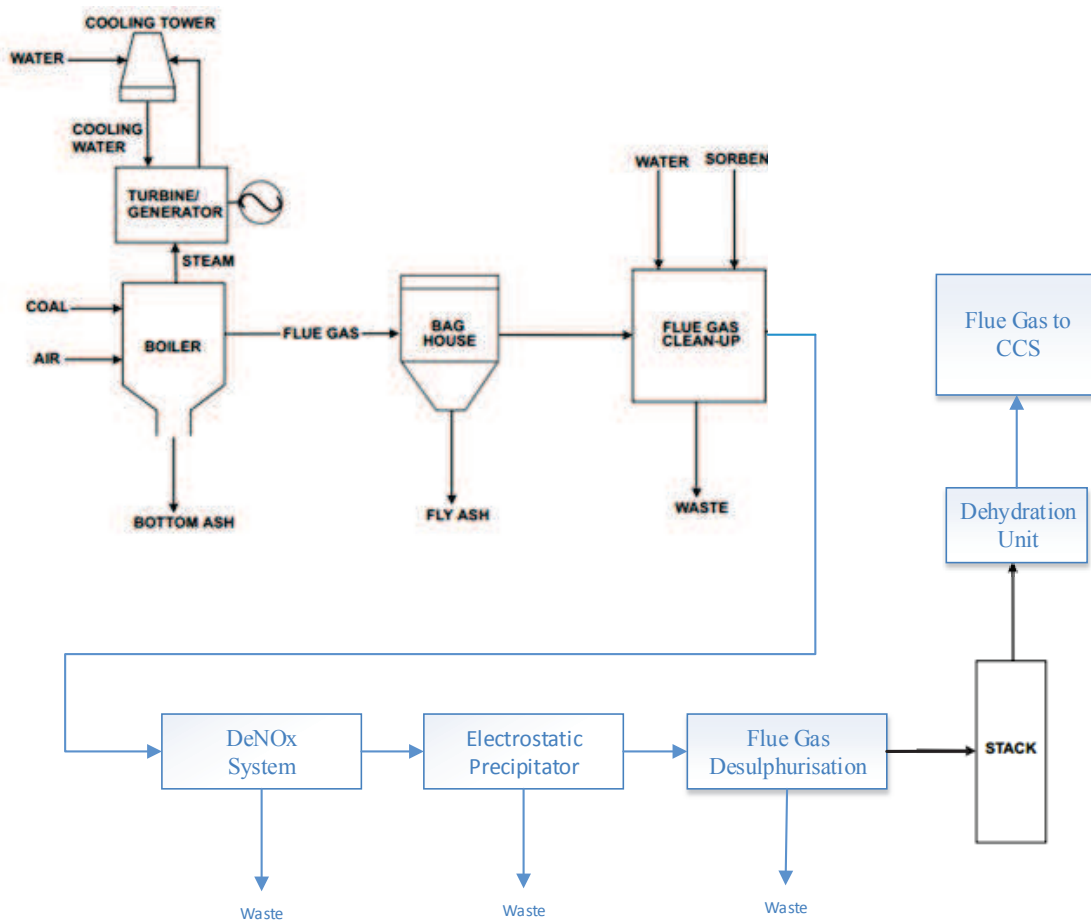 COOLING TOWER
WATER
COOLING
WATER
TURBINE/
GENERATOR
STEAM
COAL
AIR
BOILER
BOTTOM ASH
FLUE GAS
BAG
HOUSE
FLY ASH
WATER
SORBEN
FLUE GAS
CLEAN-UP
WASTE
Flue Gas to
CCS
Dehydration
Unit
STACK
DeNOx
System
Electrostatic
Precipitator
Flue Gas
Desulphurisation
Waste
Waste
Waste